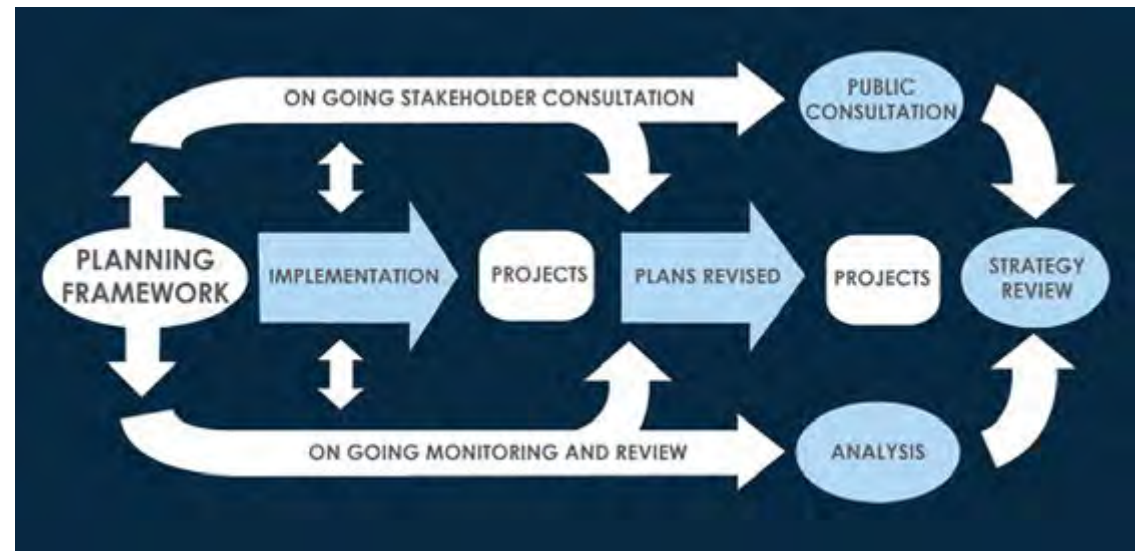 ON GOING STAKEHOLDER CONSULTATION
PUBLIC
CONSULTATION
PLANNING
FRAMEWORK
IMPLEMENTATION
PROJECTS
PLANS REVISED
PROJECTS
STRATEGY
REVIEW
ON GOING MONITORING AND REVIEW
ANALYSIS